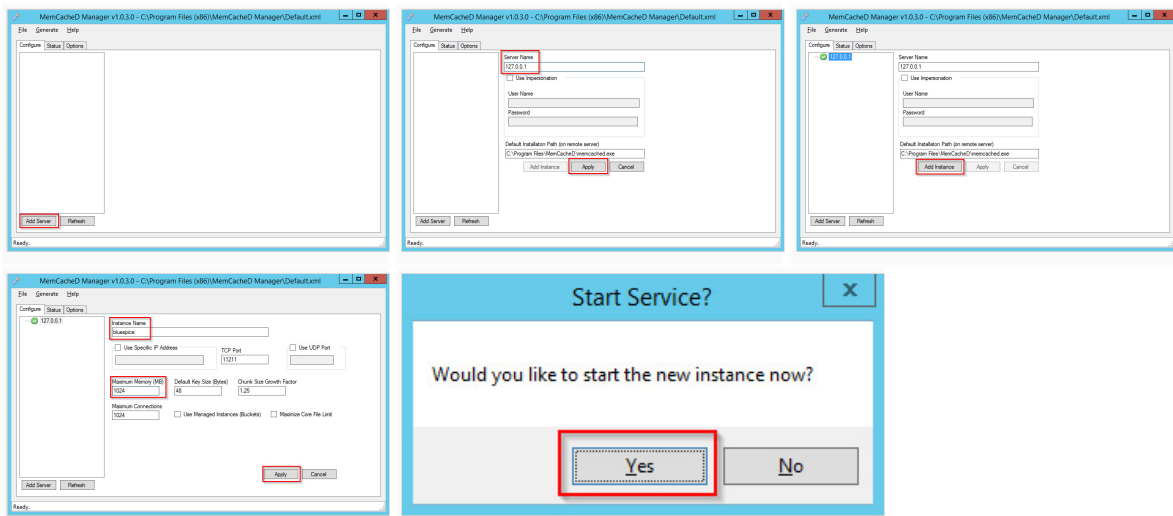 MemCacheD Manager v1.0.3.0 - C:\Program Files (x86)\MemCacheD Manager\Default.xml
File Generate Help
Configure Status Options
Add Server Refresh
Ready.
MemCacheD Manager v1.0.3.0 - C:\Program Files (x86)\MemCacheD Manager\Default.xml
File Generate Help
Configure Status Options
Server Name
127.0.0.1
Use Impersonation
User Name
Password
Default Installaton Path (on remote server)
C:\Program Files\MemCacheD\memcached.exe
Add Instance Apply Cancel
Add Server Refresh
Ready.
MemCacheD Manager v1.0.3.0 - C:\Program Files (x86)\MemCacheD Manager\Default.xml
File Generate Help
Configure Status Options
127.0.0.1
Server Name
127.0.0.1
Use Impersonation
User Name
Password
Default Installaton Path (on remote server)
C:\Program Files\MemCacheD\memcached.exe
Add Instance Apply Cancel
Add Server Refresh
Ready.
MemCacheD Manager v1.0.3.0 - C:\Program Files (x86)\MemCacheD Manager\Default.xml
File Generate Help
Configure Status Options
127.0.0.1
Instance Name
bluespice
Use Specific IP Address TCP Port Use UDP Port
11211
Maximum Memory (MB) Default Key Size (Bytes) Chunk Size Growth Factor
1024 48 1.25
Maximum Connections
1024 Use Managed Instances (Buckets) Maximize Core File Limit
Apply Cancel
Add Server Refresh
Ready.
Start Service?
x
Would you like to start the new instance now?
Yes No